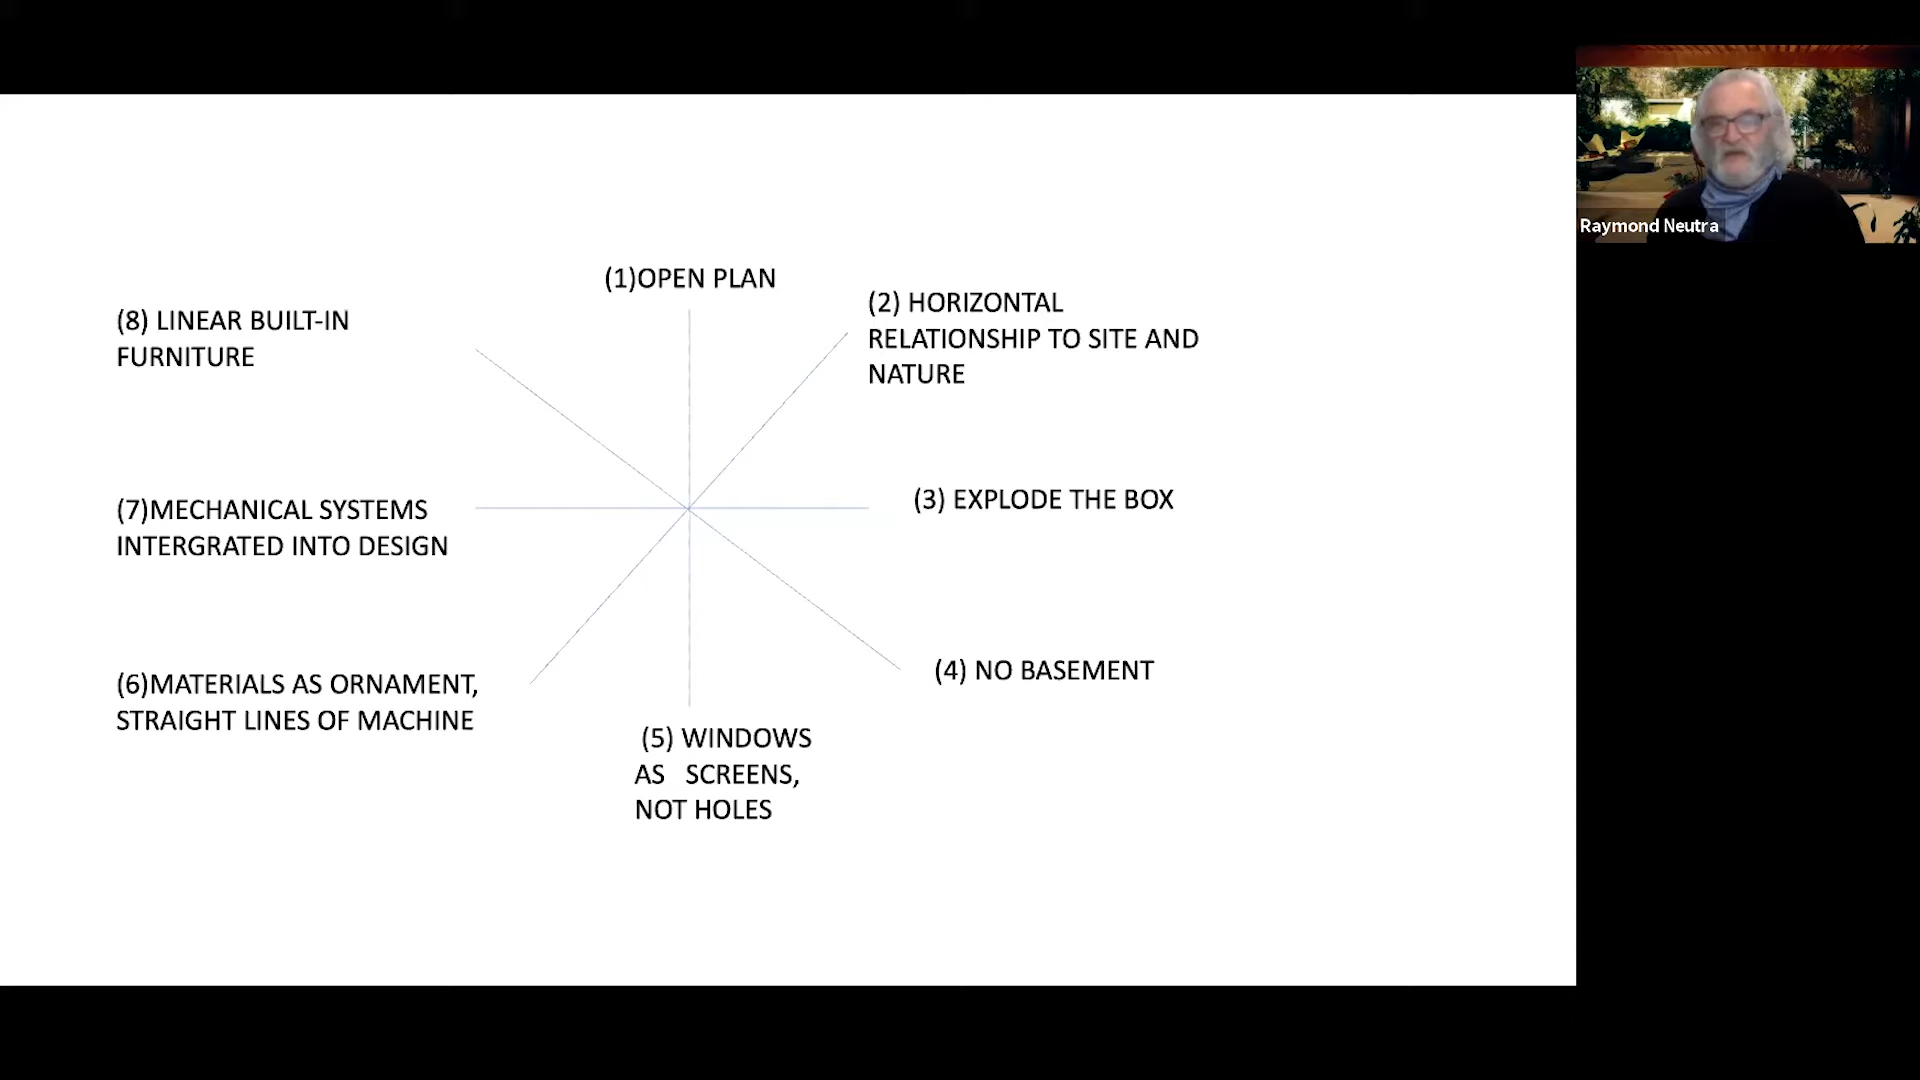 (1)OPEN PLAN
(2) HORIZONTAL
RELATIONSHIP TO SITE AND
NATURE
(3) EXPLODE THE BOX
(4) NO BASEMENT
(5) WINDOWS
AS SCREENS,
NOT HOLES
(6)MATERIALS AS ORNAMENT,
STRAIGHT LINES OF MACHINE
(7)MECHANICAL SYSTEMS
INTERGRATED INTO DESIGN
(8) LINEAR BUILT-IN
FURNITURE
Raymond Neutra